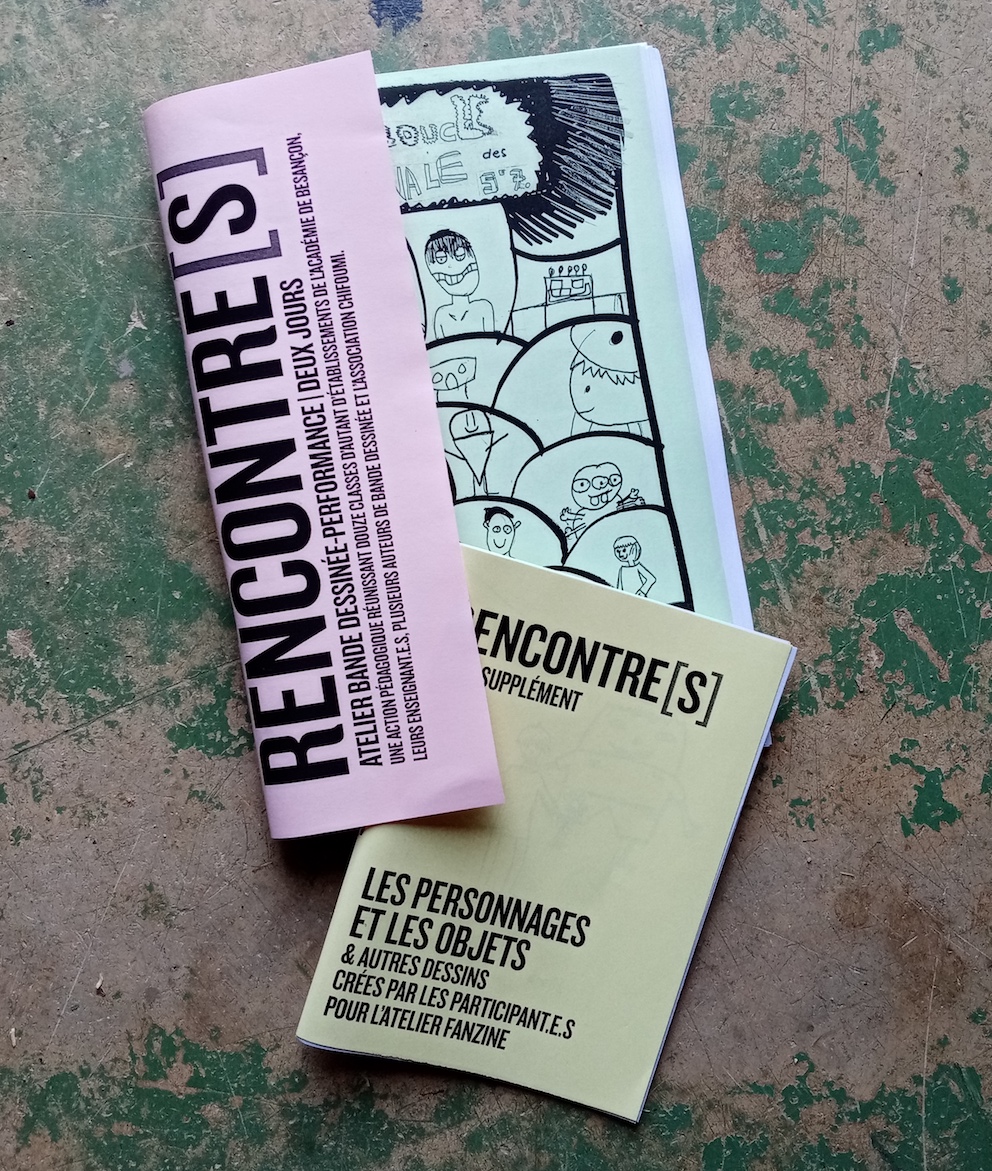 RENCONTRE[S]
ATELIER BANDE DESSINÉE-PERFORMANCE | DEUX JOURS
UNE ACTION PÉDAGOGIQUE RÉUNISSANT DOUZE CLASSES D'AUTANT D'ÉTABLISSEMENTS DE L'ACADÉMIE DE BESANÇON,
LEURS ENSEIGNANT.E.S, PLUSIEURS AUTEURS DE BANDE DESSINÉE ET L'ASSOCIATION CHIFOUMI.
des
RENCONTRE[S]
SUPPLÉMENT
LES PERSONNAGES
ET LES OBJETS
& AUTRES DESSINS
CRÉES PAR LES PARTICIPANT.E.S
POUR L'ATELIER FANZINE